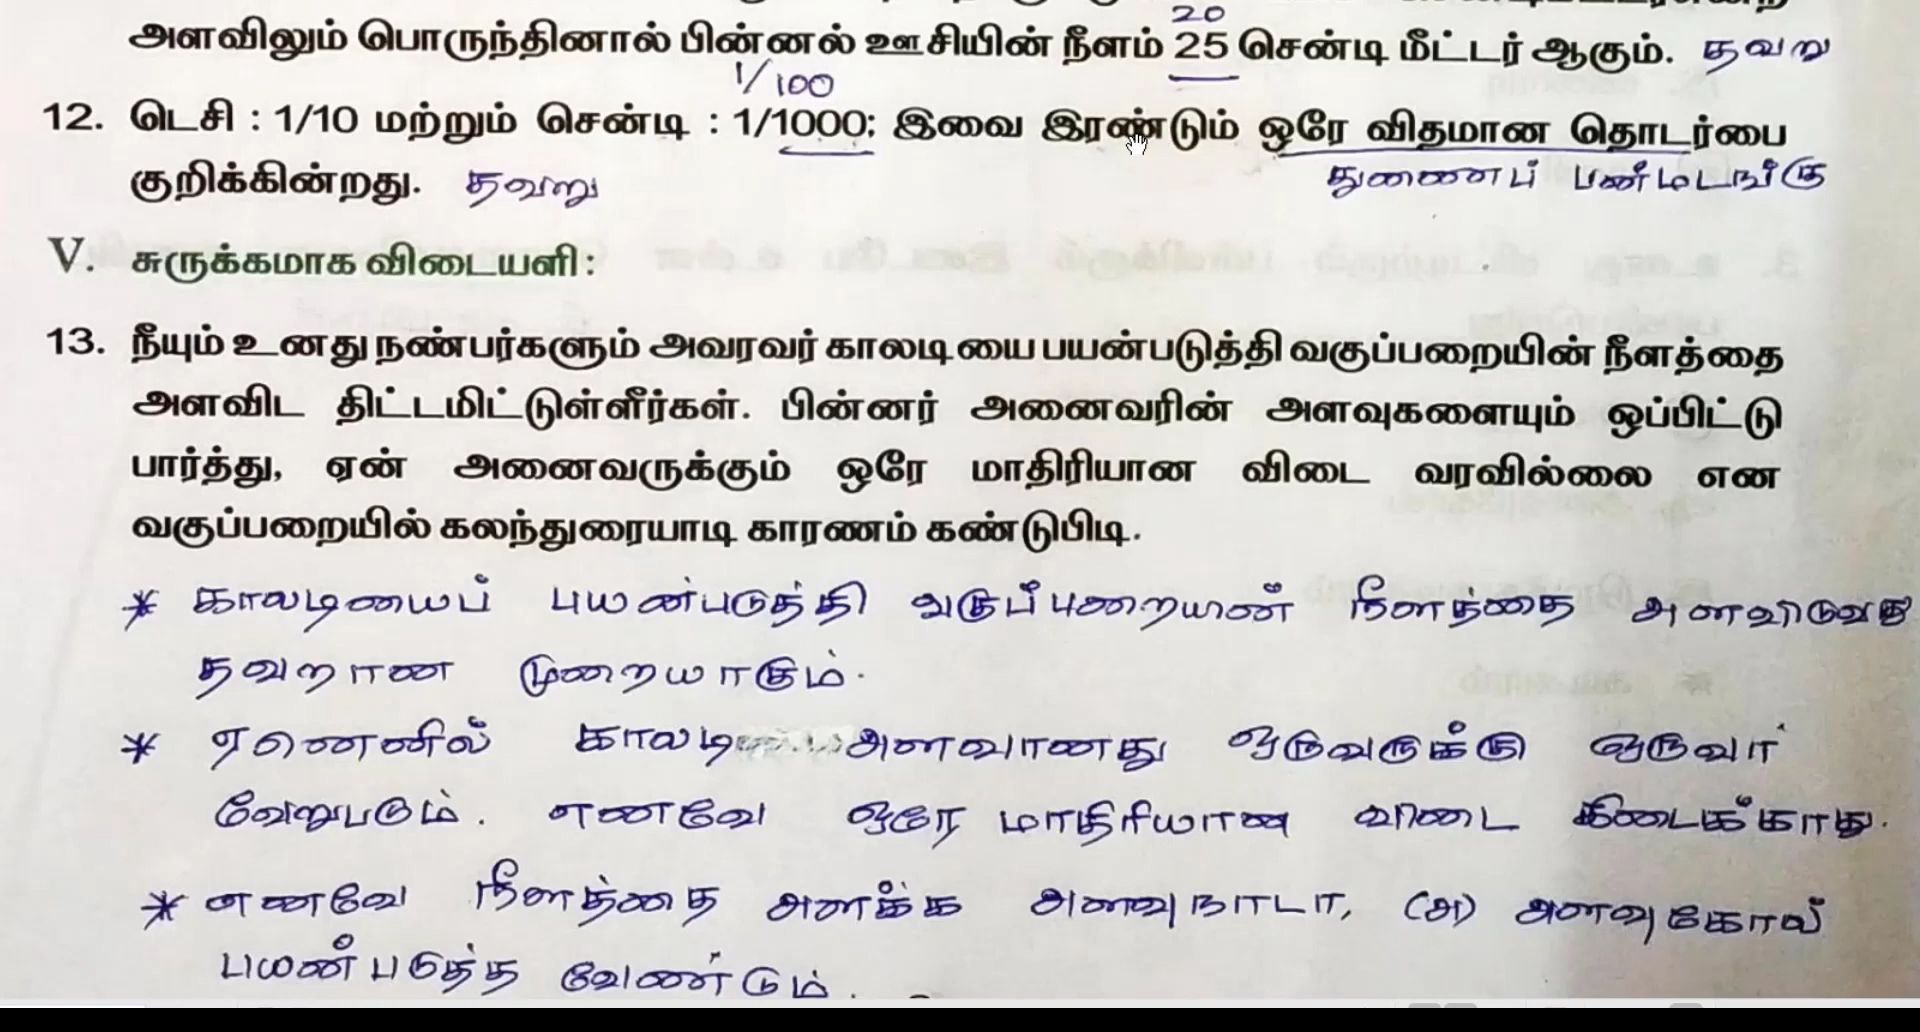 20
அளவிலும் பொருந்தினால் பின்னல் ஊசியின் நீளம் 25 சென்டி மீட்டர் ஆகும். தவறு
1/100
12. டெசி : 1/10 மற்றும் சென்டி : 1/1000; இவை இரண்டும் ஒரே விதமான தொடர்பை
குறிக்கின்றது. தவறு துணைப் பன்மடங்கு
V. சுருக்கமாக விடையளி:
13. நீயும் உனது நண்பர்களும் அவரவர் காலடியை பயன்படுத்தி வகுப்பறையின் நீளத்தை
அளவிட திட்டமிட்டுள்ளீர்கள். பின்னர் அனைவரின் அளவுகளையும் ஒப்பிட்டு
பார்த்து, ஏன் அனைவருக்கும் ஒரே மாதிரியான விடை வரவில்லை என
வகுப்பறையில் கலந்துரையாடி காரணம் கண்டுபிடி.
* காலடியைப் பயன்படுத்தி வகுப்பறையின் நீளத்தை அளவிடுவது
தவறான முறையாகும்.
* ஏனெனில் காலடி அளவானது ஒருவருக்கு ஒருவர்
வேறுபடும். எனவே ஒரே மாதிரியான விடை கிடைக்காது.
* எனவே நீளத்தை அளக்க அளவுநாடா, (அ) அளவுகோல்
பயன்படுத்த வேண்டும்.